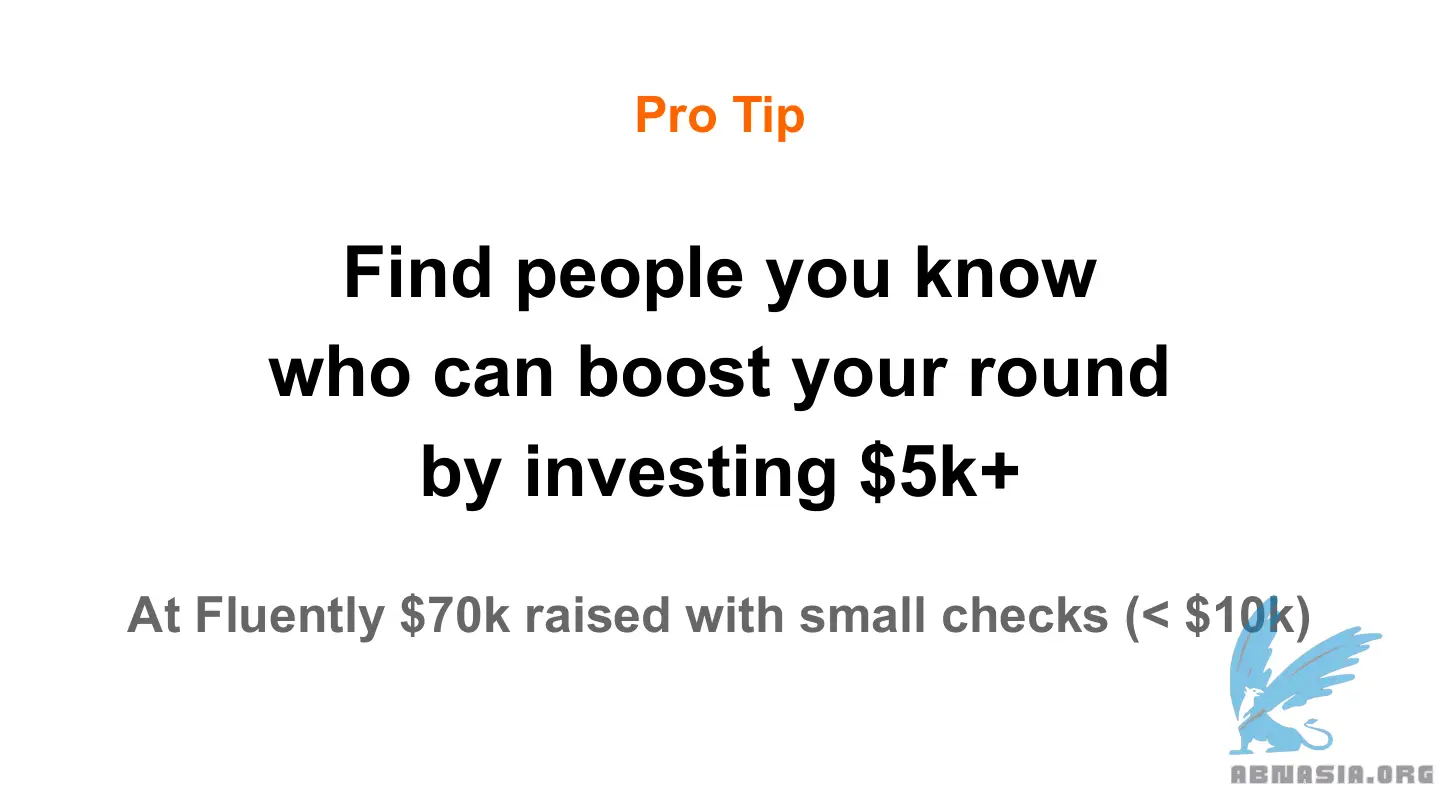 Pro Tip
Find people you know
who can boost your round
by investing $5k+
At Fluently $70k raised with small checks (< $10k)
ABNASIA.ORG